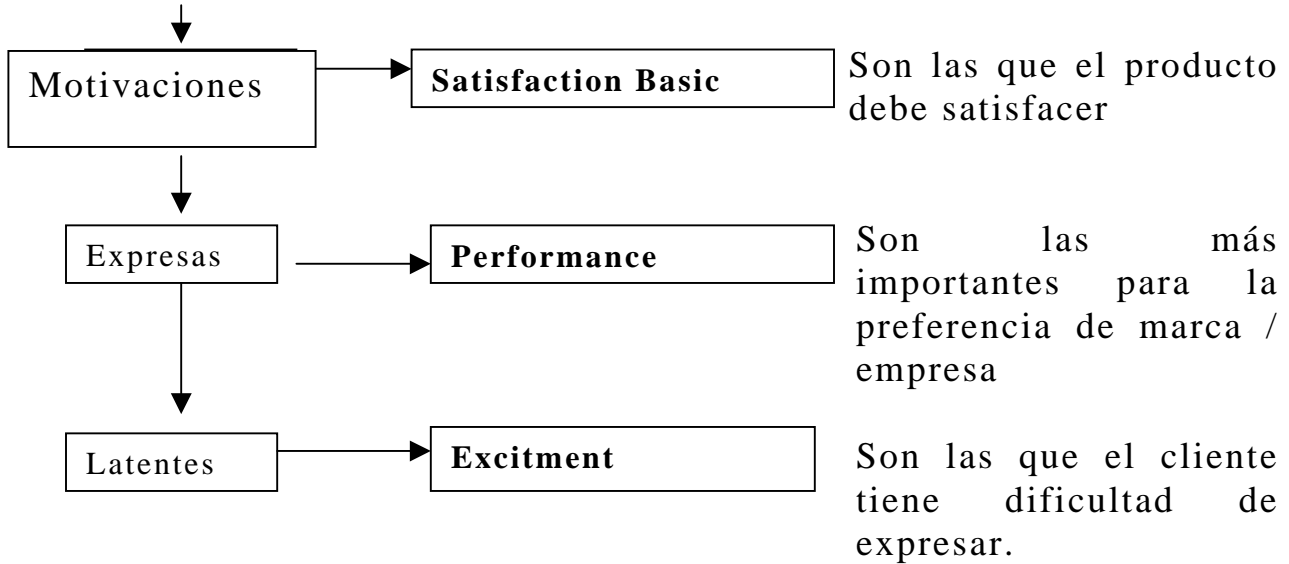 Motivaciones
Satisfaction Basic
Son las que el producto
debe satisfacer
Expresas
Performance
Son las más
importantes para la
preferencia de marca /
empresa
Latentes
Excitment
Son las que el cliente
tiene dificultad de
expresar.